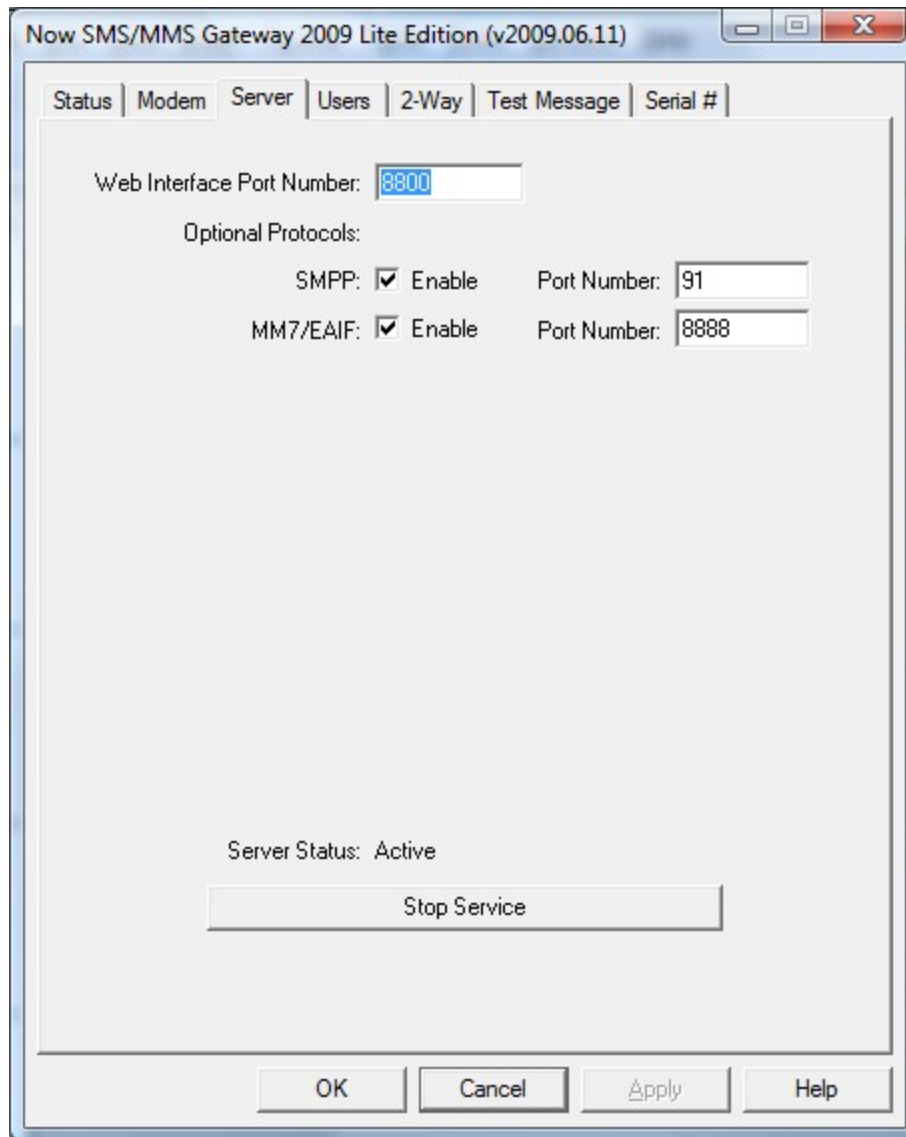 Now SMS/MMS Gateway 2009 Lite Edition (v2009.06.11)
Status Modem Server Users 2-Way Test Message Serial #
Web Interface Port Number: 8800
Optional Protocols:
SMPP: Enable Port Number: 91
MM7/EAIF: Enable Port Number: 8888
Server Status: Active
Stop Service
OK Cancel Apply Help